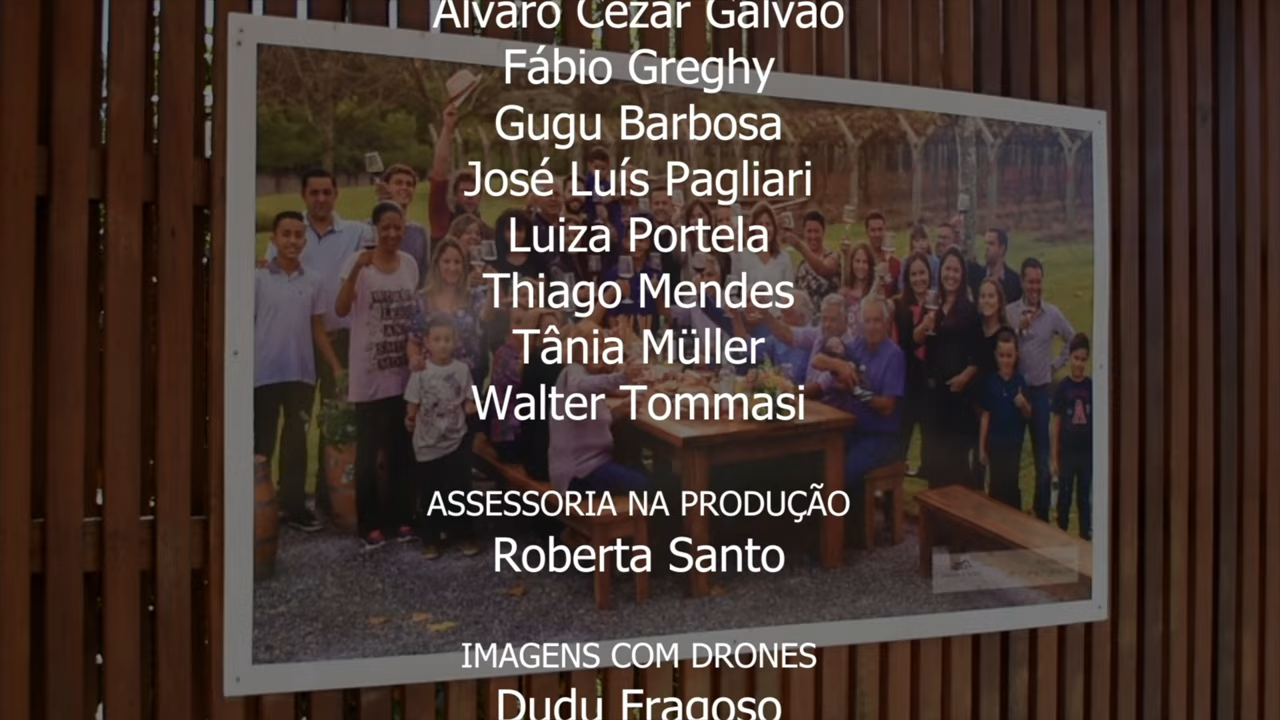 Álvaro Cézar Galvão
Fábio Greghy
Gugu Barbosa
José Luís Pagliari
Luiza Portela
Thiago Mendes
Tânia Müller
Walter Tommasi
ASSESSORIA NA PRODUÇÃO
Roberta Santo
IMAGENS COM DRONES
Dudu Fragoso